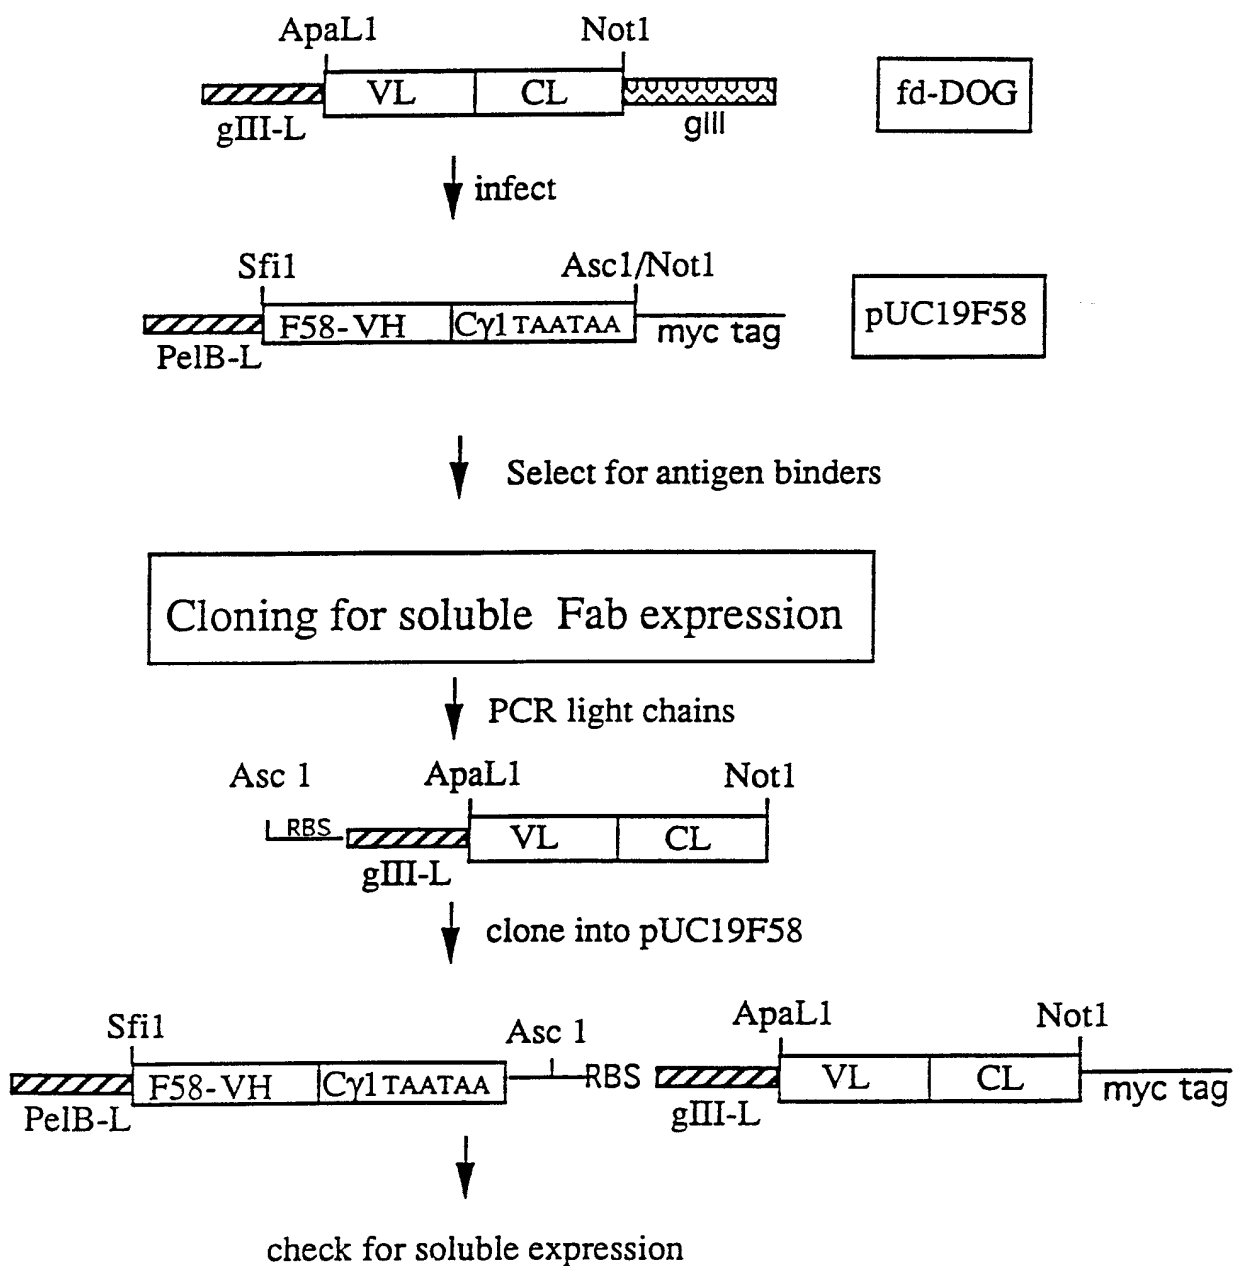 ApaL1 Not1
VL CL
gIII-L gIII
fd-DOG
infect
Sfi1 Asc1/Not1
F58-VH Cγ1 TAATAA
PelB-L myc tag
pUC19F58
Select for antigen binders
Cloning for soluble Fab expression
PCR light chains
Asc 1 ApaL1 Not1
RBS VL CL
gIII-L
clone into pUC19F58
Sfi1 Asc 1 ApaL1 Not1
F58-VH Cγ1 TAATAA RBS VL CL
PelB-L gIII-L myc tag
check for soluble expression